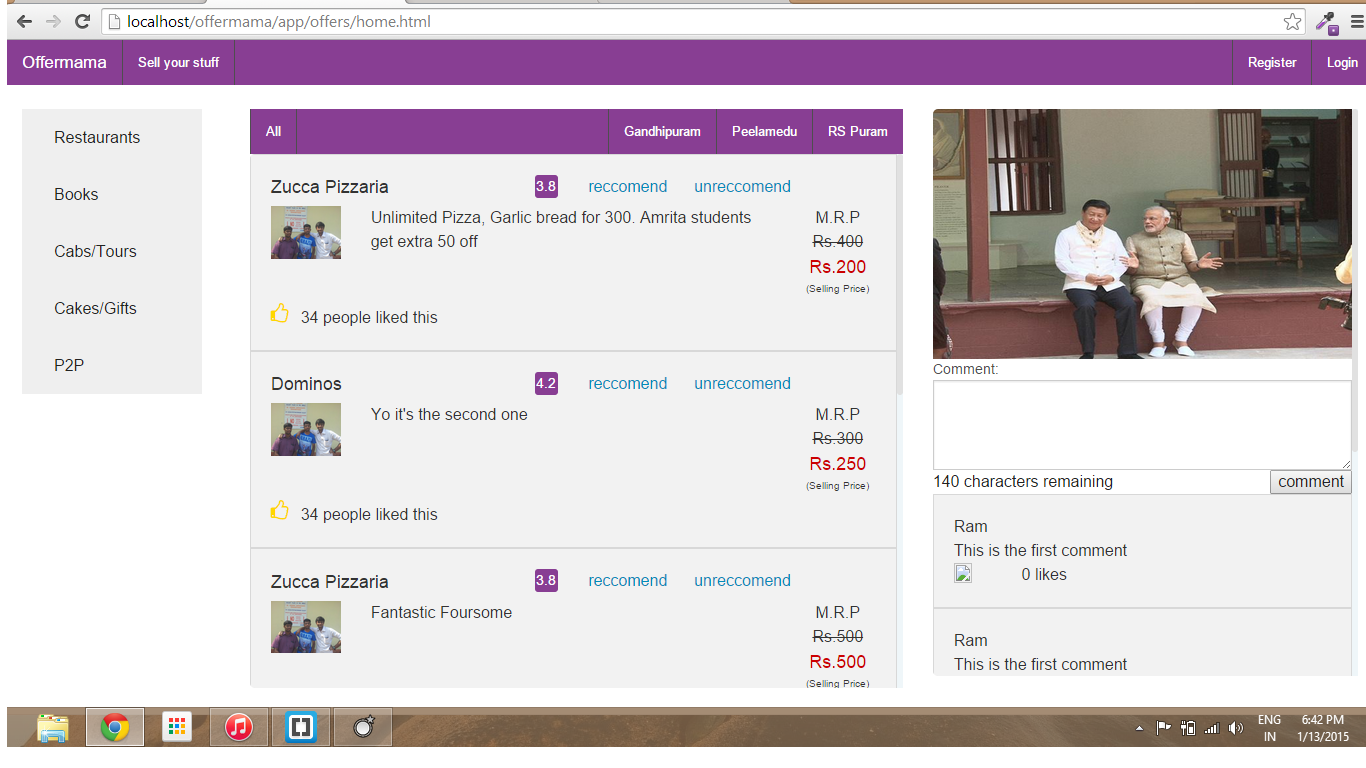 localhost/offermama/app/offers/home.html
Offermama
Sell your stuff
Register
Login
Restaurants
Books
Cabs/Tours
Cakes/Gifts
P2P
All
Gandhipuram
Peelamedu
RS Puram
Zucca Pizzaria
3.8
reccomend
unreccomend
Unlimited Pizza, Garlic bread for 300. Amrita students
get extra 50 off
M.R.P
Rs.400
Rs.200
(Selling Price)
34 people liked this
Dominos
4.2
reccomend
unreccomend
Yo it's the second one
M.R.P
Rs.300
Rs.250
(Selling Price)
34 people liked this
Zucca Pizzaria
3.8
reccomend
unreccomend
Fantastic Foursome
M.R.P
Rs.500
Rs.500
(Selling Price)
Comment:
140 characters remaining
comment
Ram
This is the first comment
0 likes
Ram
This is the first comment
ENG
IN
6:42 PM
1/13/2015